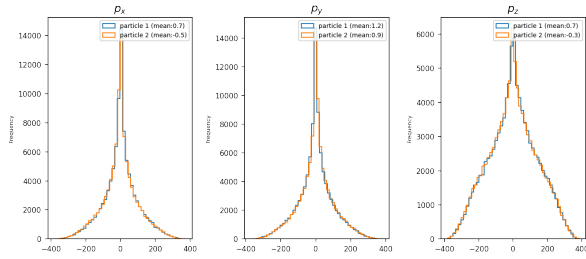 pₓ
particle 1 (mean:0.7)
particle 2 (mean:-0.5)
Frequency
14000
12000
10000
8000
6000
4000
2000
0
−400 −200 0 200 400
p_y
particle 1 (mean:1.2)
particle 2 (mean:0.9)
Frequency
14000
12000
10000
8000
6000
4000
2000
0
−400 −200 0 200 400
p_z
particle 1 (mean:0.7)
particle 2 (mean:-0.3)
Frequency
6000
5000
4000
3000
2000
1000
0
−400 −200 0 200 400